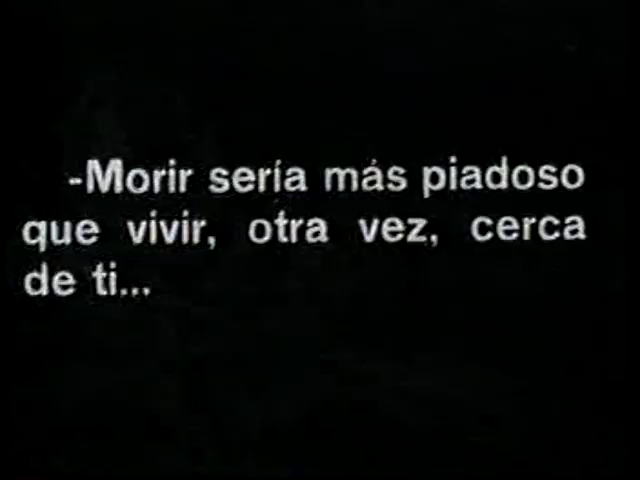 -Morir sería más piadoso
que vivir, otra vez, cerca
de ti...